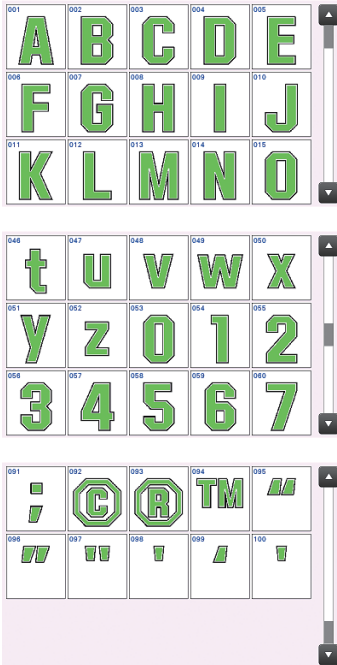 001 002 003 004 005
A B C D E
006 007 008 009 010
F G H I J
011 012 013 014 015
K L M N O
046 047 048 049 050
t u v w x
051 052 053 054 055
y z 0 1 2
056 057 058 059 060
3 4 5 6 7
091 092 093 094 095
; © ® ™ “
096 097 098 099 100
” " ' ‘ '